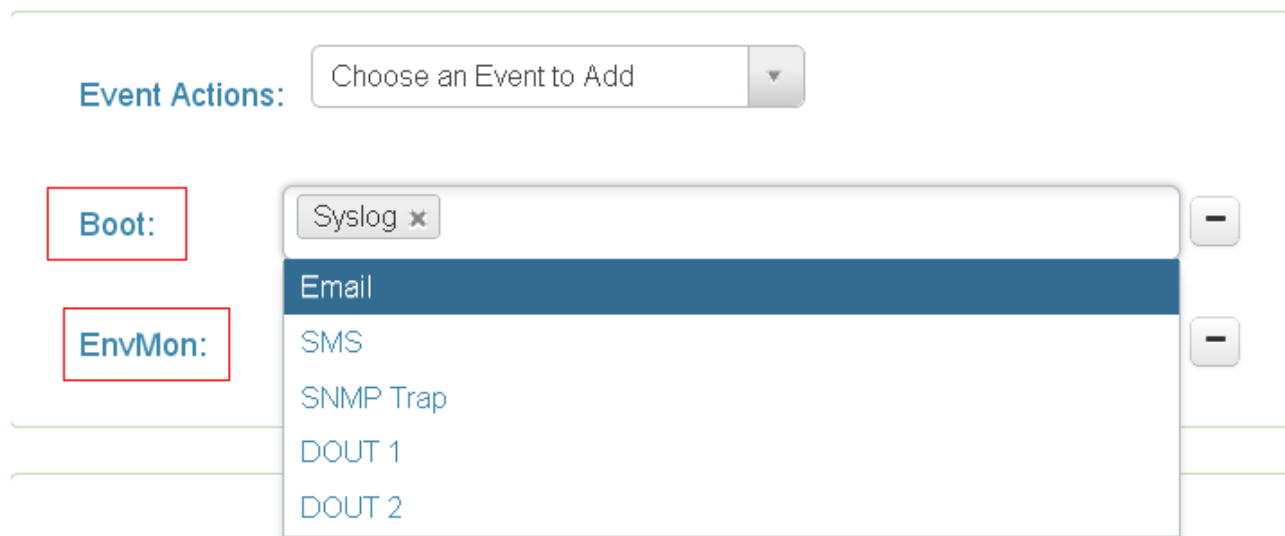 Event Actions: Choose an Event to Add
Boot: Syslog
Email
EnvMon: SMS
SNMP Trap
DOUT 1
DOUT 2